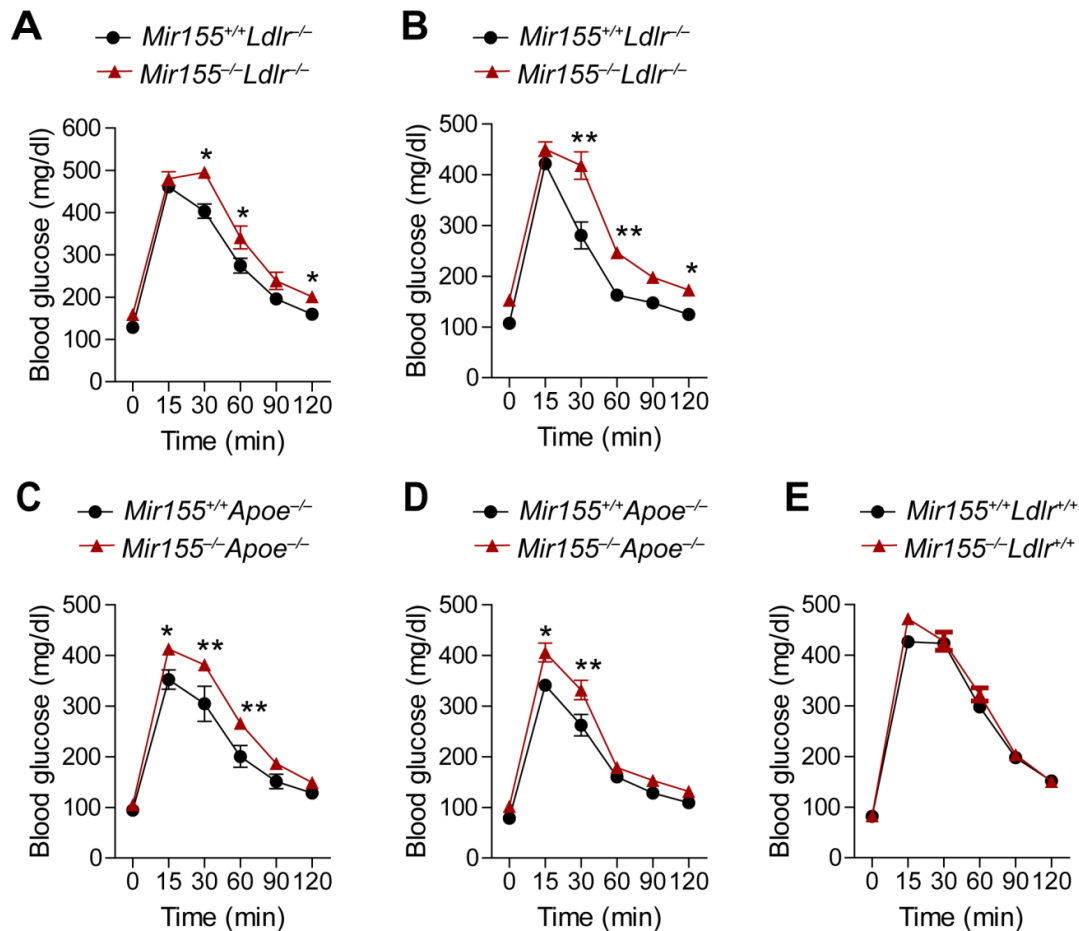 A
Mir155+/+Ldlr–/–
Mir155–/–Ldlr–/–
Blood glucose (mg/dl)
600
500
400
300
200
100
0
*
*
*
0 15 30 60 90 120
Time (min)
B
Mir155+/+Ldlr–/–
Mir155–/–Ldlr–/–
Blood glucose (mg/dl)
500
400
300
200
100
0
**
**
*
0 15 30 60 90 120
Time (min)
C
Mir155+/+Apoe–/–
Mir155–/–Apoe–/–
Blood glucose (mg/dl)
500
400
300
200
100
0
*
**
**
0 15 30 60 90 120
Time (min)
D
Mir155+/+Apoe–/–
Mir155–/–Apoe–/–
Blood glucose (mg/dl)
500
400
300
200
100
0
*
**
0 15 30 60 90 120
Time (min)
E
Mir155+/+Ldlr+/+
Mir155–/–Ldlr+/+
Blood glucose (mg/dl)
500
400
300
200
100
0
0 15 30 60 90 120
Time (min)